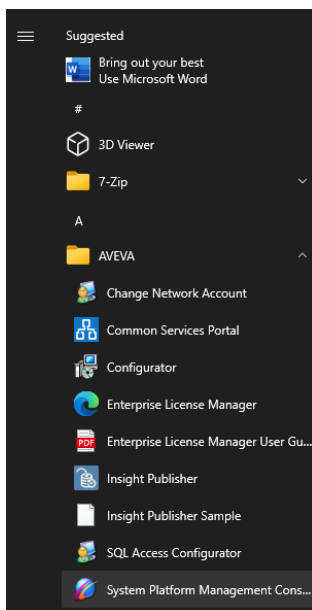 Suggested
W
Bring out your best
Use Microsoft Word
#
3D Viewer
7-Zip
A
AVEVA
Change Network Account
Common Services Portal
Configurator
Enterprise License Manager
PDF
Enterprise License Manager User Gu...
Insight Publisher
Insight Publisher Sample
SQL Access Configurator
System Platform Management Cons...